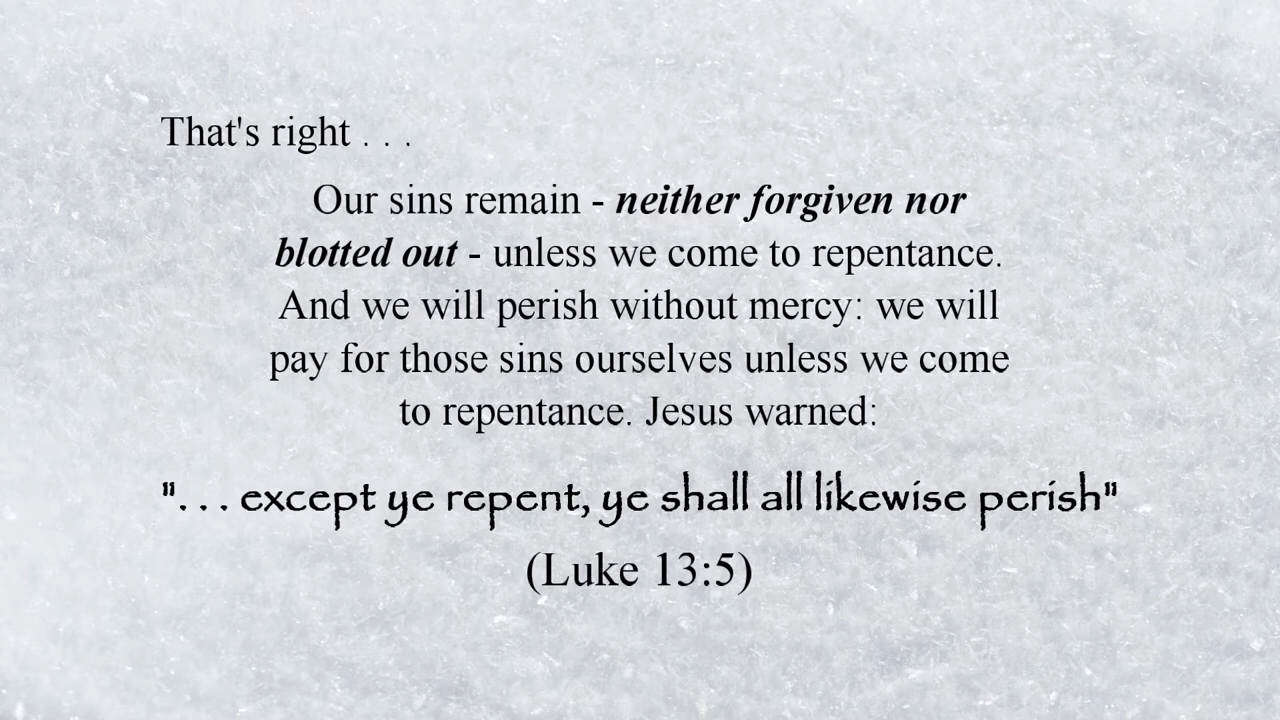 That's right . . .
Our sins remain - neither forgiven nor
blotted out - unless we come to repentance.
And we will perish without mercy: we will
pay for those sins ourselves unless we come
to repentance. Jesus warned:
". . . except ye repent, ye shall all likewise perish"
(Luke 13:5)